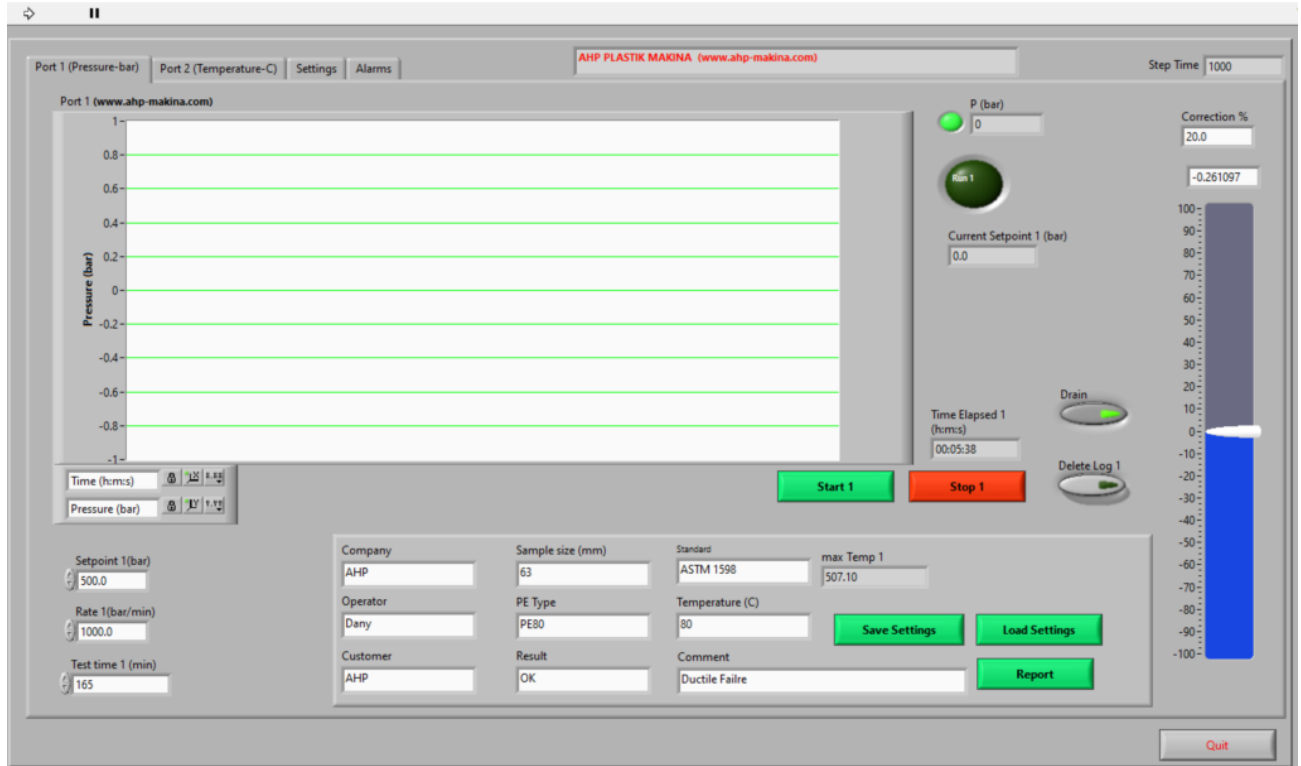 AHP PLASTIK MAKINA (www.ahp-makina.com)
Step Time 1000
Port 1 (Pressure-bar) Port 2 (Temperature-C) Settings Alarms
Port 1 (www.ahp-makina.com)
Pressure (bar)
1
0.8
0.6
0.4
0.2
0
-0.2
-0.4
-0.6
-0.8
-1
Time (h:m:s)
Pressure (bar)
P (bar)
0
Run 1
Current Setpoint 1 (bar)
0.0
Time Elapsed 1
(h:m:s)
00:05:38
Drain
Delete Log 1
Start 1
Stop 1
Correction %
20.0
-0.261097
100
90
80
70
60
50
40
30
20
10
0
-10
-20
-30
-40
-50
-60
-70
-80
-90
-100
Setpoint 1(bar)
500.0
Rate 1(bar/min)
1000.0
Test time 1 (min)
165
Company
AHP
Operator
Dany
Customer
AHP
Sample size (mm)
63
PE Type
PE80
Result
OK
Standard
ASTM 1598
Temperature (C)
80
Comment
Ductile Failre
max Temp 1
507.10
Save Settings
Load Settings
Report
Quit